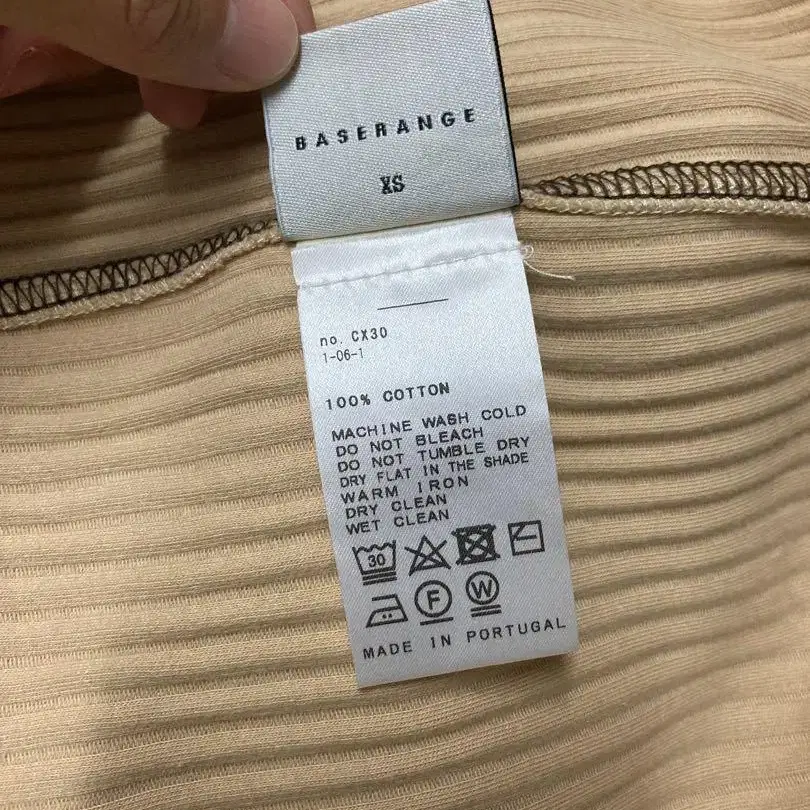 BASERANGE
XS
no. CX30
1-06-1
100% COTTON
MACHINE WASH COLD
DO NOT BLEACH
DO NOT TUMBLE DRY
DRY FLAT IN THE SHADE
WARM IRON
DRY CLEAN
WET CLEAN
30
F W
MADE IN PORTUGAL